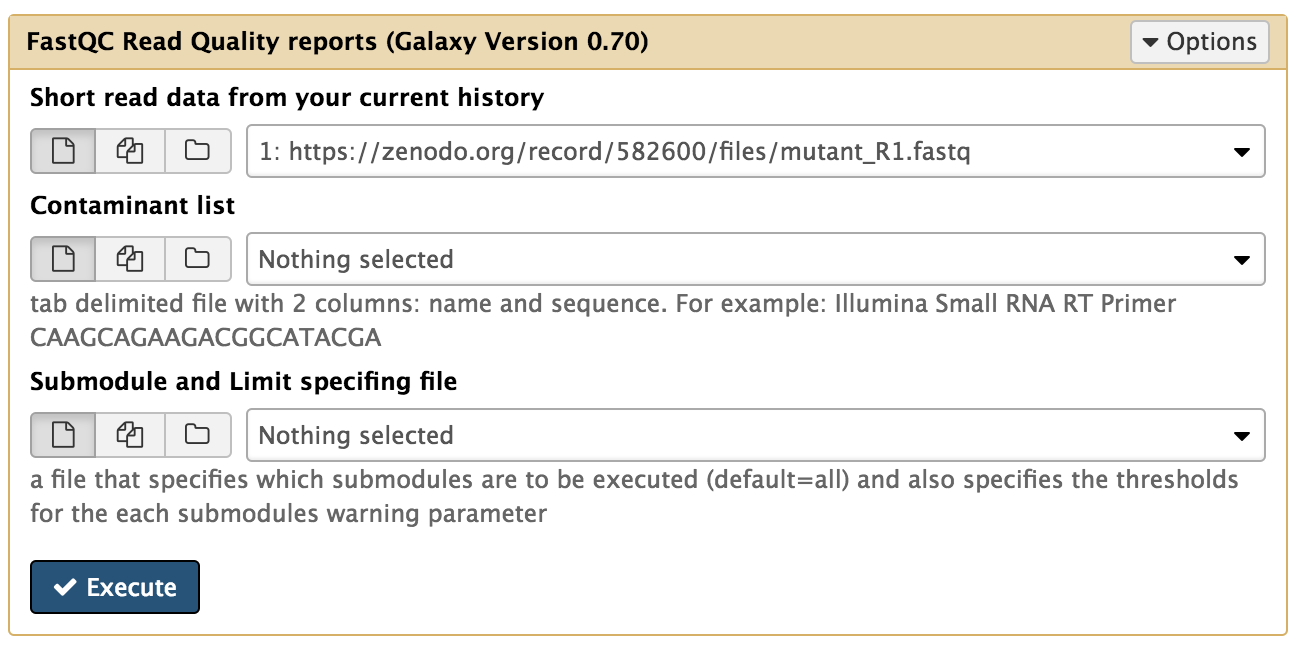 FastQC Read Quality reports (Galaxy Version 0.70)
Options
Short read data from your current history
1: https://zenodo.org/record/582600/files/mutant_R1.fastq
Contaminant list
Nothing selected
tab delimited file with 2 columns: name and sequence. For example: Illumina Small RNA RT Primer
CAAGCAGAAGACGGCATACGA
Submodule and Limit specifing file
Nothing selected
a file that specifies which submodules are to be executed (default=all) and also specifies the thresholds
for the each submodules warning parameter
Execute